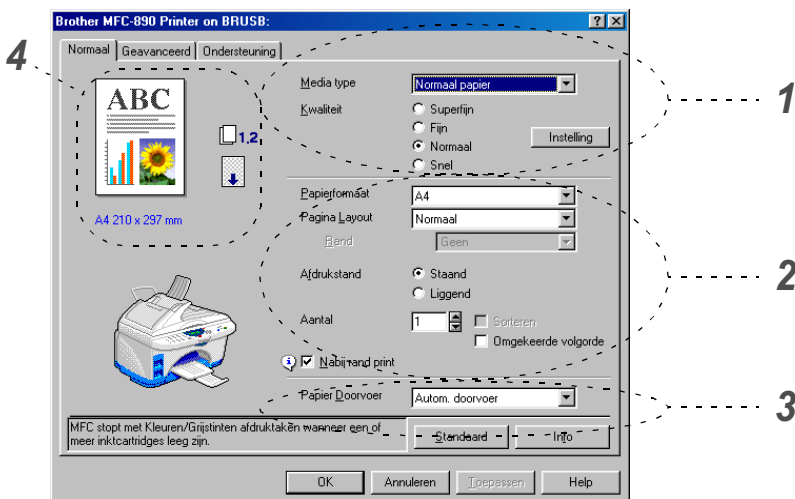 Brother MFC-890 Printer on BRUSB:
Normaal Geavanceerd Ondersteuning
4
ABC
1.2
A4 210 x 297 mm
Media type Normaal papier
Kwaliteit Superfijn
Fijn
Normaal
Snel
Instelling
1
Papierformaat A4
Pagina Layout Normaal
Rand Geen
Afdrukstand Staand
Liggend
2
Aantal 1 Sorteren
Omgekeerde volgorde
Nabij rand print
Papier Doorvoer Autom. doorvoer
3
MFC stopt met Kleuren/Grijstinten afdruktaken wanneer een of
meer inktcartridges leeg zijn.
Standaard Info
OK Annuleren Toepassen Help